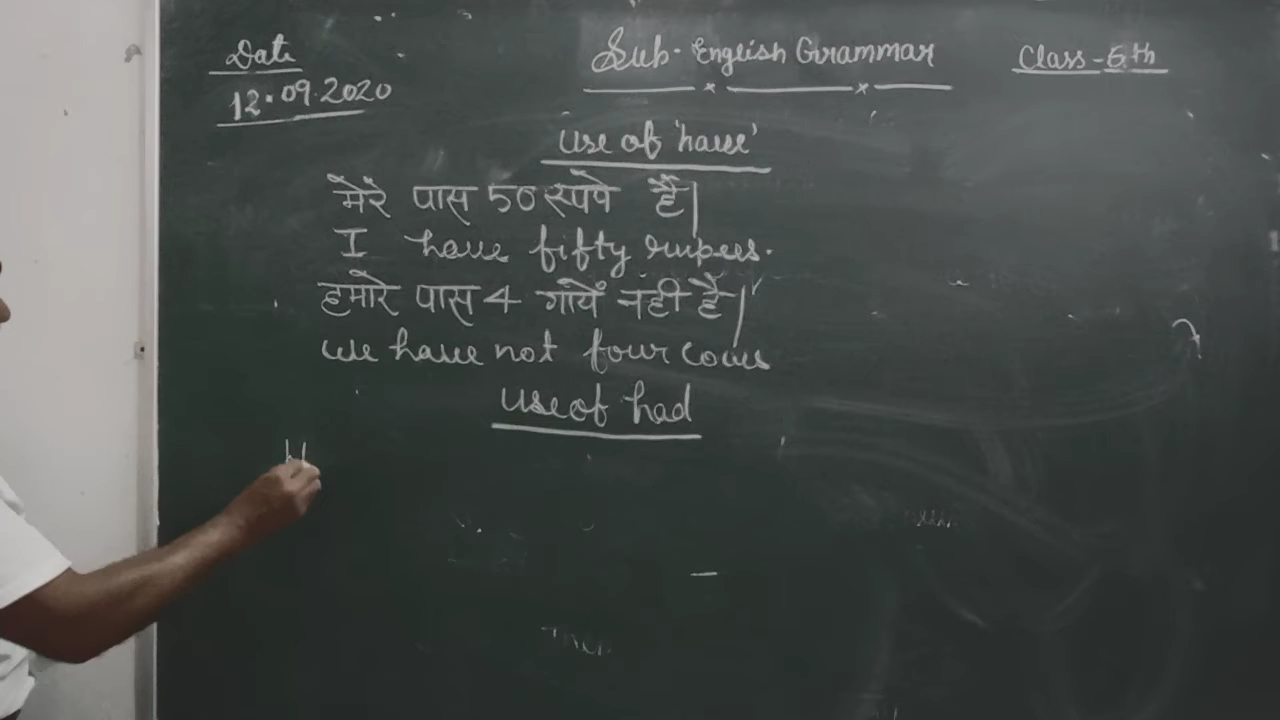 Date
12.09.2020
Sub- English Grammar
Class-6th
Use of 'have'
मेरे पास 50 रुपये हैं|
I have fifty rupees.
हमारे पास 4 गायें नही हैं|
We have not four cows
Use of had